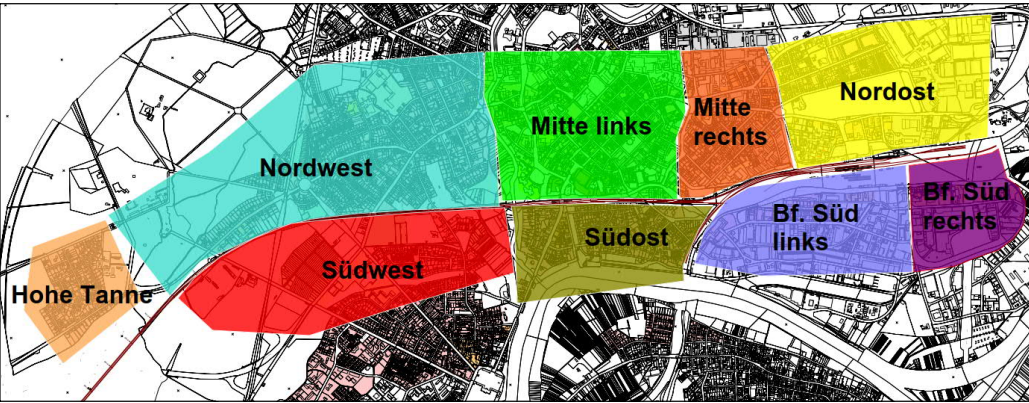 Nordost
Mitte
rechts
Mitte links
Nordwest
Bf. Süd
rechts
Bf. Süd
links
Südost
Südwest
Hohe Tanne